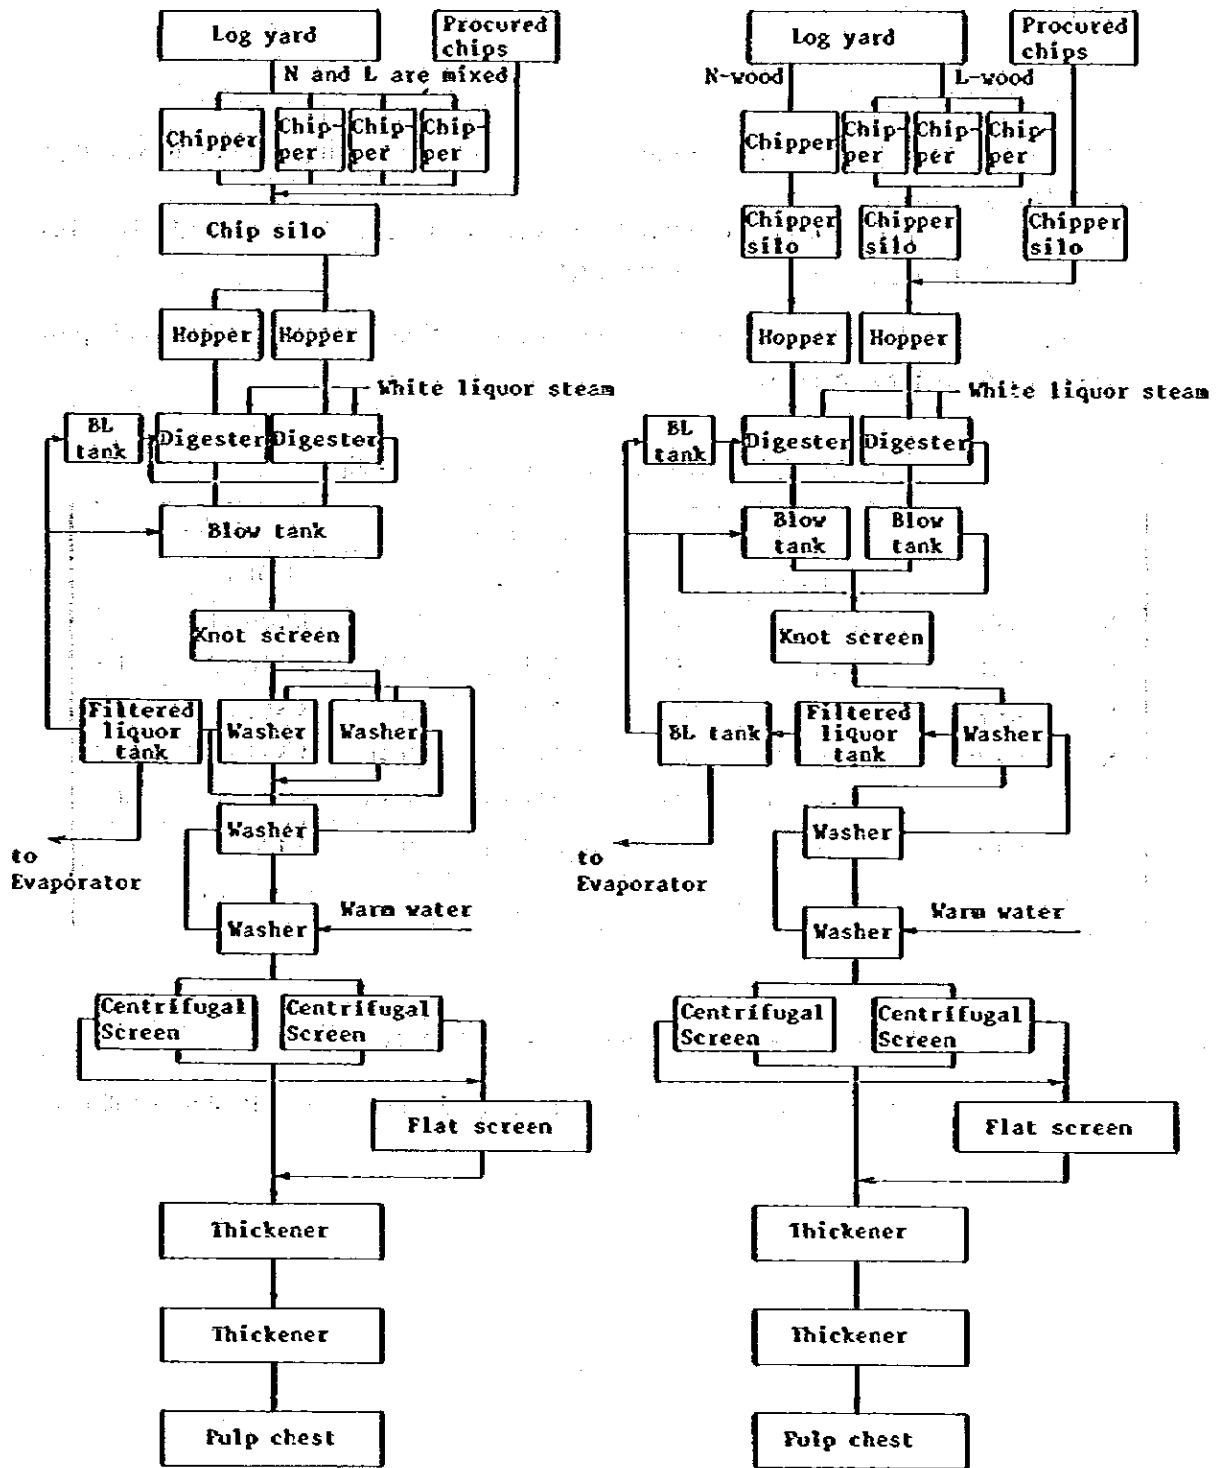 Log yard
Procured
chips
N and L are mixed
Chipper
Chip-
per
Chip-
per
Chip-
per
Chip silo
Hopper
Hopper
White liquor steam
BL
tank
Digester
Digester
Blow tank
Knot screen
Filtered
liquor
tank
Washer
Washer
Washer
to
Evaporator
Washer
Warm water
Centrifugal
Screen
Centrifugal
Screen
Flat screen
Thickener
Thickener
Pulp chest
Log yard
Procured
chips
N-wood
L-wood
Chipper
Chip-
per
Chip-
per
Chip-
per
Chipper
silo
Chipper
silo
Chipper
silo
Hopper
Hopper
White liquor steam
BL
tank
Digester
Digester
Blow
tank
Blow
tank
Knot screen
BL tank
Filtered
liquor
tank
Washer
Washer
to
Evaporator
Washer
Warm water
Centrifugal
Screen
Centrifugal
Screen
Flat screen
Thickener
Thickener
Pulp chest